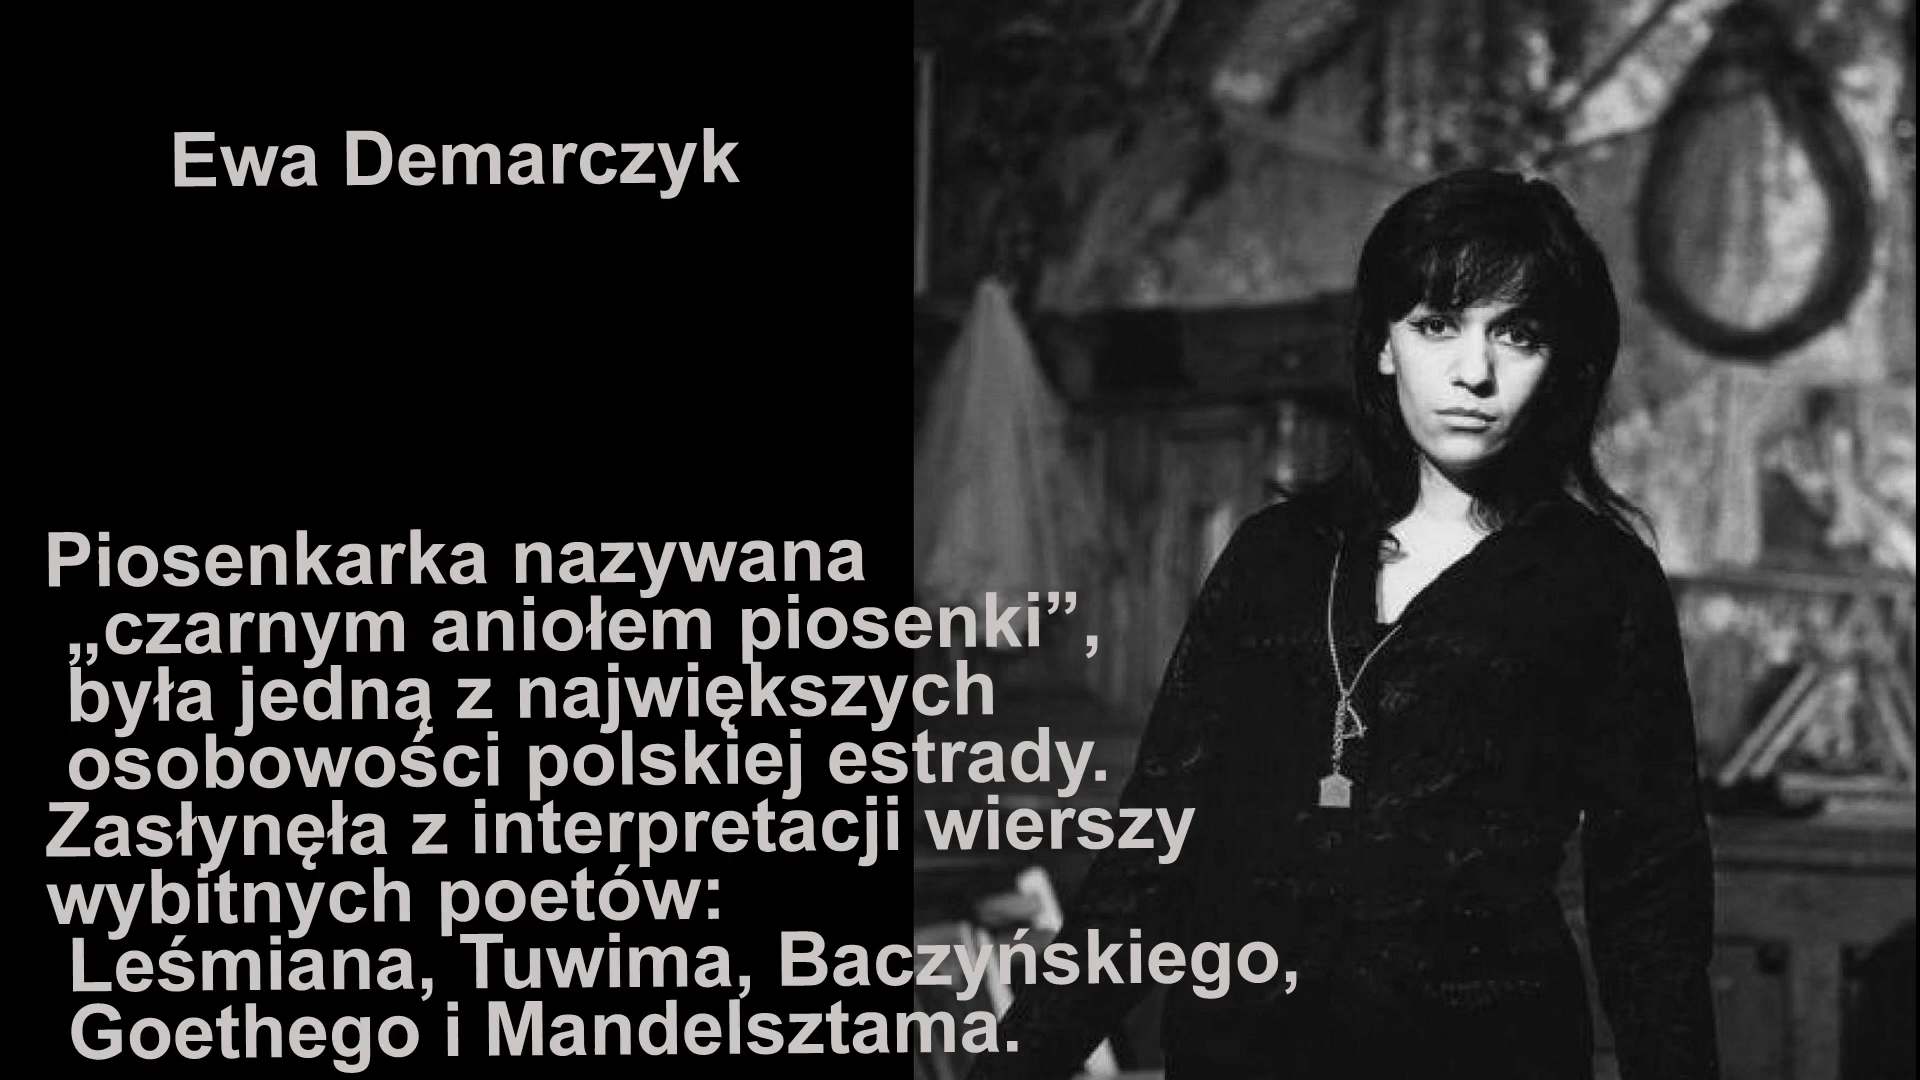 Ewa Demarczyk
Piosenkarka nazywana
„czarnym aniołem piosenki”,
była jedną z największych
osobowości polskiej estrady.
Zasłynęła z interpretacji wierszy
wybitnych poetów:
Leśmiana, Tuwima, Baczyńskiego,
Goethego i Mandelsztama.